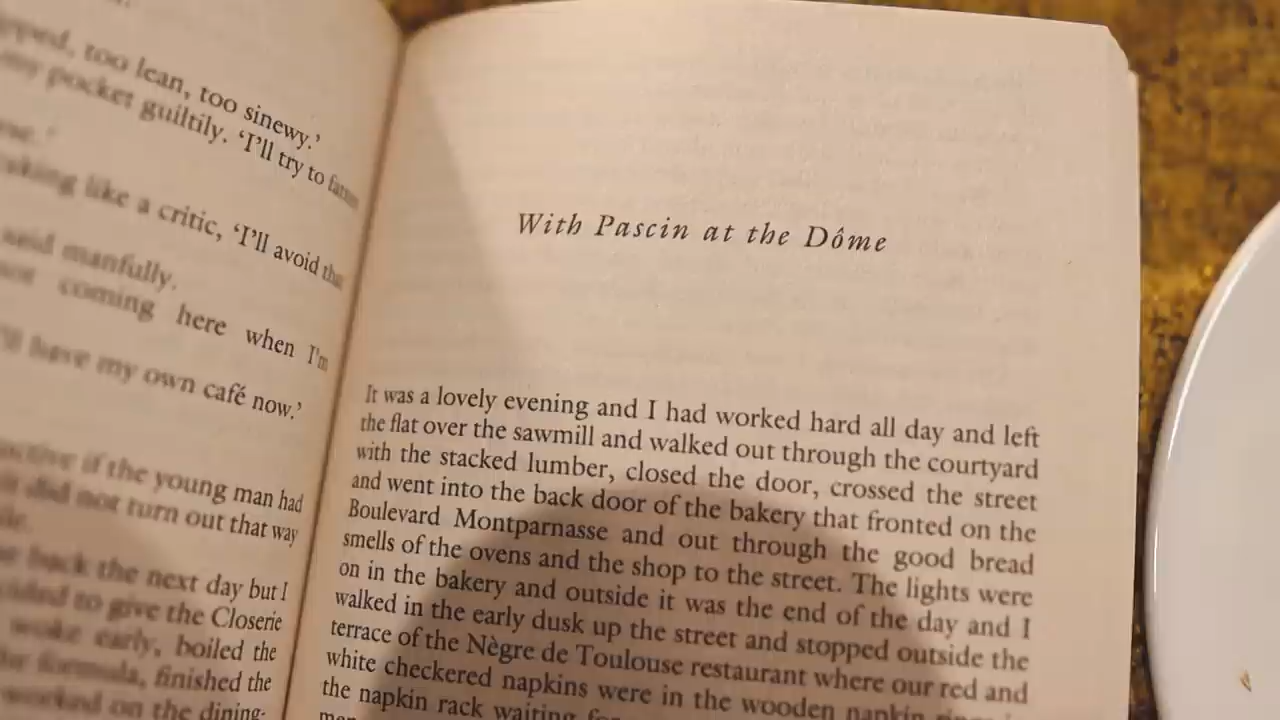 too lean, too sinewy.'
pocket guiltily. 'I'll try to
like a critic, 'I'll avoid
said manfully.
not coming here when I'm
have my own café now.'
if the young man had
did not turn out that way
back the next day but I
to give the Closerie
woke early, boiled the
formula, finished the
worked on the dining-
With Pascin at the Dôme
It was a lovely evening and I had worked hard all day and left
the flat over the sawmill and walked out through the courtyard
with the stacked lumber, closed the door, crossed the street
and went into the back door of the bakery that fronted on the
Boulevard Montparnasse and out through the good bread
smells of the ovens and the shop to the street. The lights were
on in the bakery and outside it was the end of the day and I
walked in the early dusk up the street and stopped outside the
terrace of the Nègre de Toulouse restaurant where our red and
white checkered napkins were in the wooden napkin rings in
the napkin rack waiting